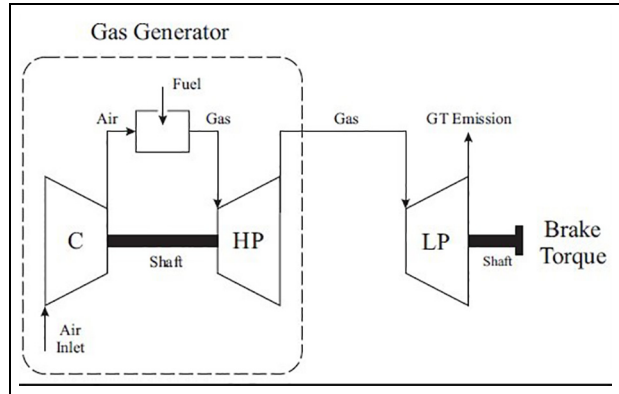 Gas Generator
Fuel
Air
Gas
Gas
GT Emission
C
HP
LP
Shaft
Shaft
Brake
Torque
Air
Inlet